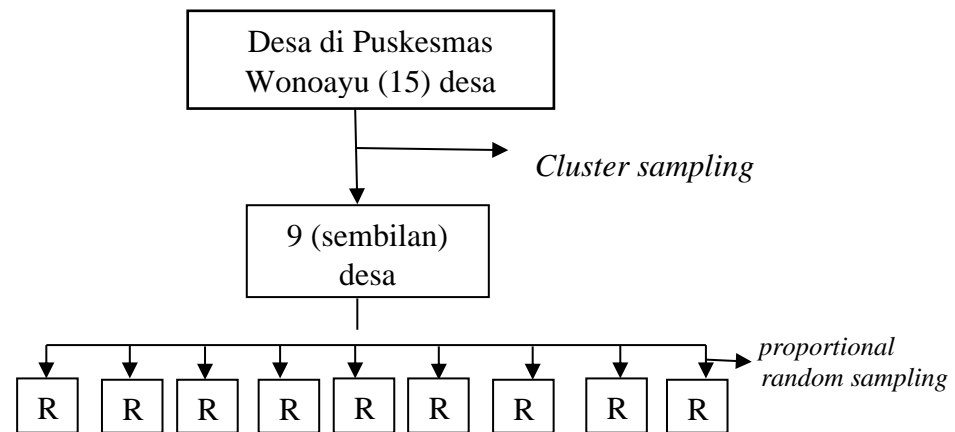 Desa di Puskesmas
Wonoayu (15) desa
Cluster sampling
9 (sembilan)
desa
proportional
random sampling
R R R R R R R R R